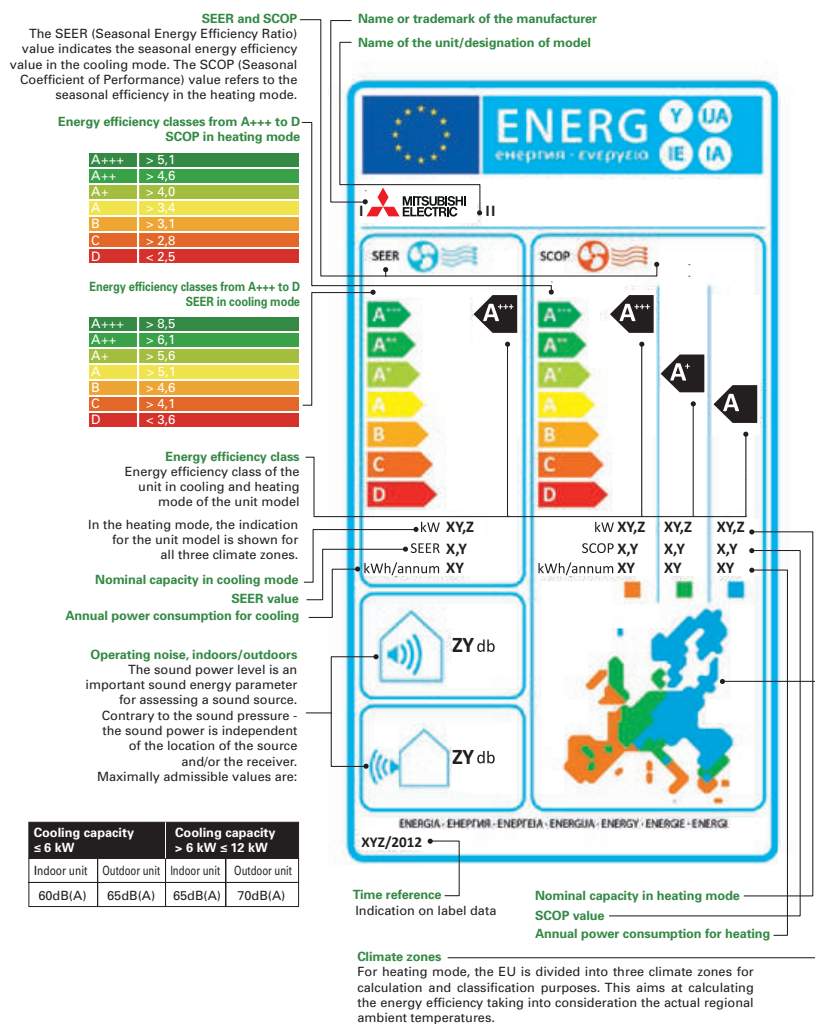 SEER and SCOP
The SEER (Seasonal Energy Efficiency Ratio)
value indicates the seasonal energy efficiency
value in the cooling mode. The SCOP (Seasonal
Coefficient of Performance) value refers to the
seasonal efficiency in the heating mode.
Name or trademark of the manufacturer
Name of the unit/designation of model
Energy efficiency classes from A+++ to D
SCOP in heating mode
A+++ > 5,1
A++ > 4,6
A+ > 4,0
A > 3,4
B > 3,1
C > 2,8
D < 2,5
Energy efficiency classes from A+++ to D
SEER in cooling mode
A+++ > 8,5
A++ > 6,1
A+ > 5,6
A > 5,1
B > 4,6
C > 4,1
D < 3,6
Energy efficiency class
Energy efficiency class of the
unit in cooling and heating
mode of the unit model
In the heating mode, the indication
for the unit model is shown for
all three climate zones.
Nominal capacity in cooling mode
SEER value
Annual power consumption for cooling
Operating noise, indoors/outdoors
The sound power level is an
important sound energy parameter
for assessing a sound source.
Contrary to the sound pressure -
the sound power is independent
of the location of the source
and/or the receiver.
Maximally admissible values are:
Cooling capacity ≤ 6 kW
Cooling capacity > 6 kW ≤ 12 kW
Indoor unit Outdoor unit Indoor unit Outdoor unit
60dB(A) 65dB(A) 65dB(A) 70dB(A)
ENERG Y IJA
енергия · ενεργεια IE IA
I MITSUBISHI ELECTRIC II
SEER
A+++
A++
A+
A
B
C
D
A+++
kW XY,Z
SEER X,Y
kWh/annum XY
SCOP
A+++
A++
A+
A
B
C
D
A+++
A+
A
kW XY,Z XY,Z XY,Z
SCOP X,Y X,Y X,Y
kWh/annum XY XY XY
ZY db
ZY db
ENERGIA · ЕНЕРГИЯ · ΕΝΕΡΓΕΙΑ · ENERGIJA · ENERGY · ENERGIE · ENERGI
XYZ/2012
Time reference
Indication on label data
Nominal capacity in heating mode
SCOP value
Annual power consumption for heating
Climate zones
For heating mode, the EU is divided into three climate zones for
calculation and classification purposes. This aims at calculating
the energy efficiency taking into consideration the actual regional
ambient temperatures.